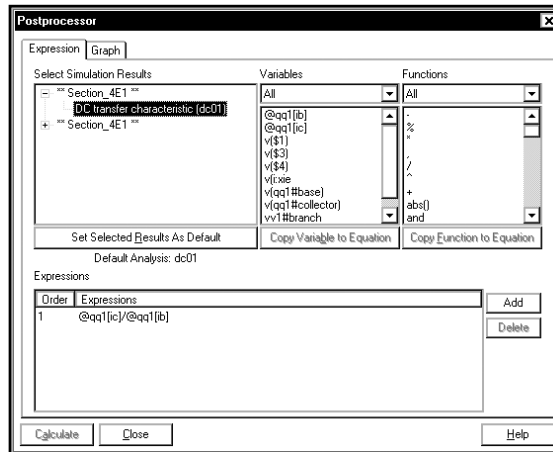 Postprocessor
Expression Graph
Select Simulation Results
** Section_4E1 **
DC transfer characteristic (dc01)
** Section_4E1 **
Set Selected Results As Default
Default Analysis: dc01
Variables
All
@qq1[ib]
@qq1[ic]
v($1)
v($3)
v($4)
v(i:xie
v(qq1#base)
v(qq1#collector)
vv1#branch
Copy Variable to Equation
Functions
All
-
%
*
,
/
^
+
abs()
and
Copy Function to Equation
Expressions
Order Expressions
1 @qq1[ic]/@qq1[ib]
Add
Delete
Calculate Close Help